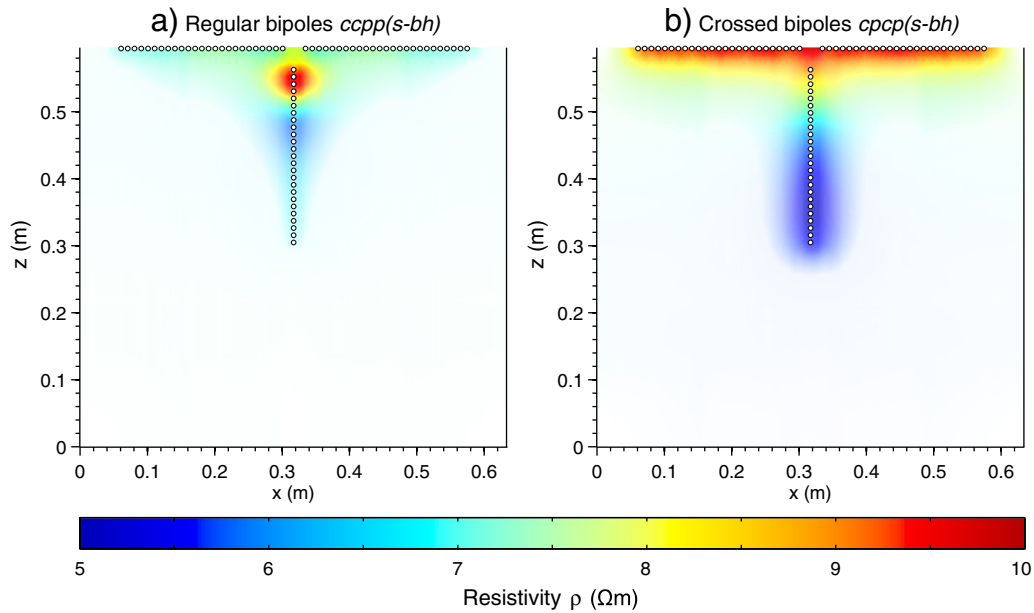 a) Regular bipoles ccpp(s-bh)
b) Crossed bipoles cpcp(s-bh)
0.5
0.4
0.3
0.2
0.1
0
z (m)
0 0.1 0.2 0.3 0.4 0.5 0.6
x (m)
0.5
0.4
0.3
0.2
0.1
0
z (m)
0 0.1 0.2 0.3 0.4 0.5 0.6
x (m)
5 6 7 8 9 10
Resistivity ρ (Ωm)